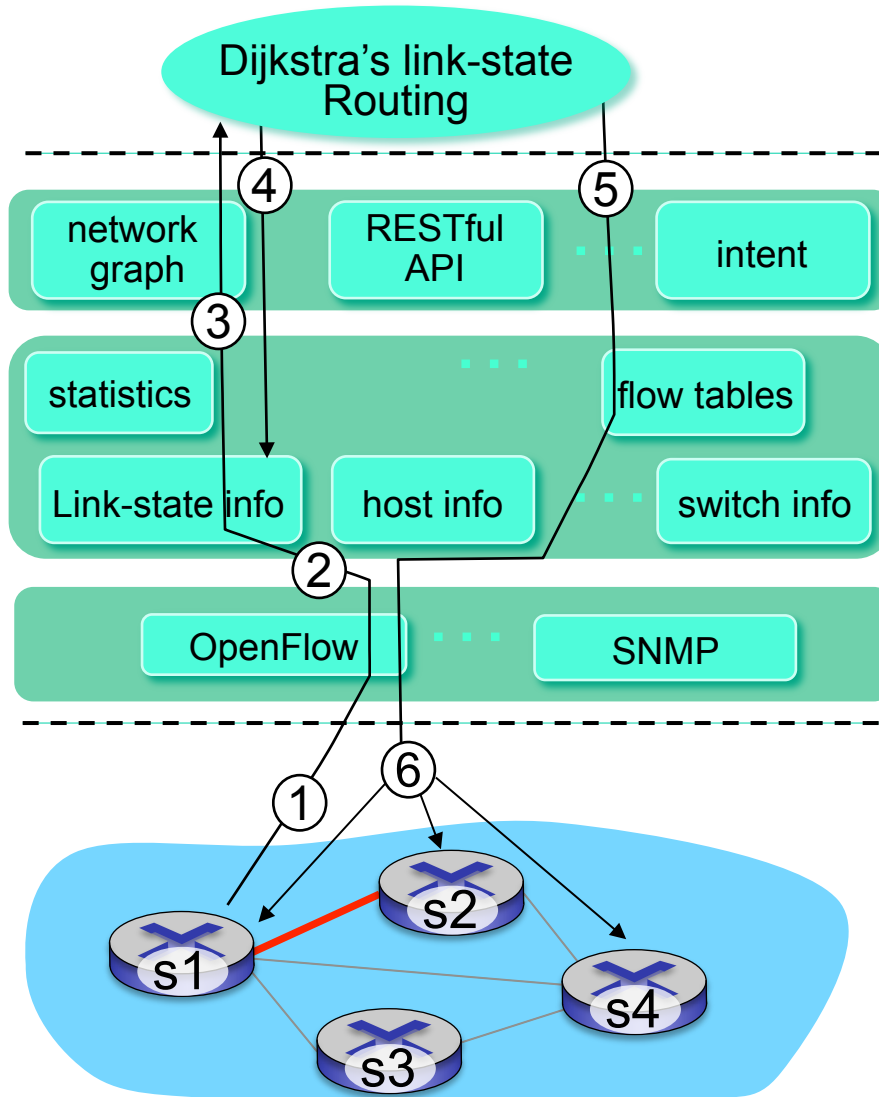 Dijkstra's link-state
Routing
4
5
network
graph
RESTful
API
intent
3
statistics
flow tables
Link-state info
host info
switch info
2
OpenFlow
SNMP
1
6
s2
s1
s4
s3